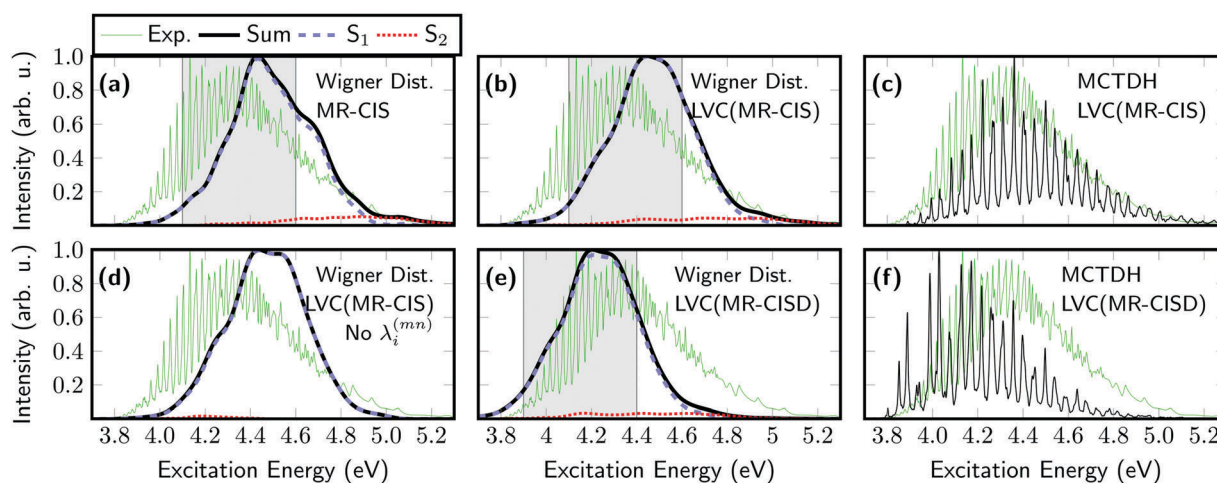 Exp. Sum S₁ S₂
Intensity (arb. u.)
1.0
0.8
0.6
0.4
0.2
(a)
Wigner Dist.
MR-CIS
(b)
Wigner Dist.
LVC(MR-CIS)
(c)
MCTDH
LVC(MR-CIS)
Intensity (arb. u.)
1.0
0.8
0.6
0.4
0.2
(d)
Wigner Dist.
LVC(MR-CIS)
No λᵢ⁽ᵐⁿ⁾
(e)
Wigner Dist.
LVC(MR-CISD)
(f)
MCTDH
LVC(MR-CISD)
3.8 4.0 4.2 4.4 4.6 4.8 5.0 5.2
3.8 4 4.2 4.4 4.6 4.8 5 5.2
3.8 4.0 4.2 4.4 4.6 4.8 5.0 5.2
Excitation Energy (eV)
Excitation Energy (eV)
Excitation Energy (eV)